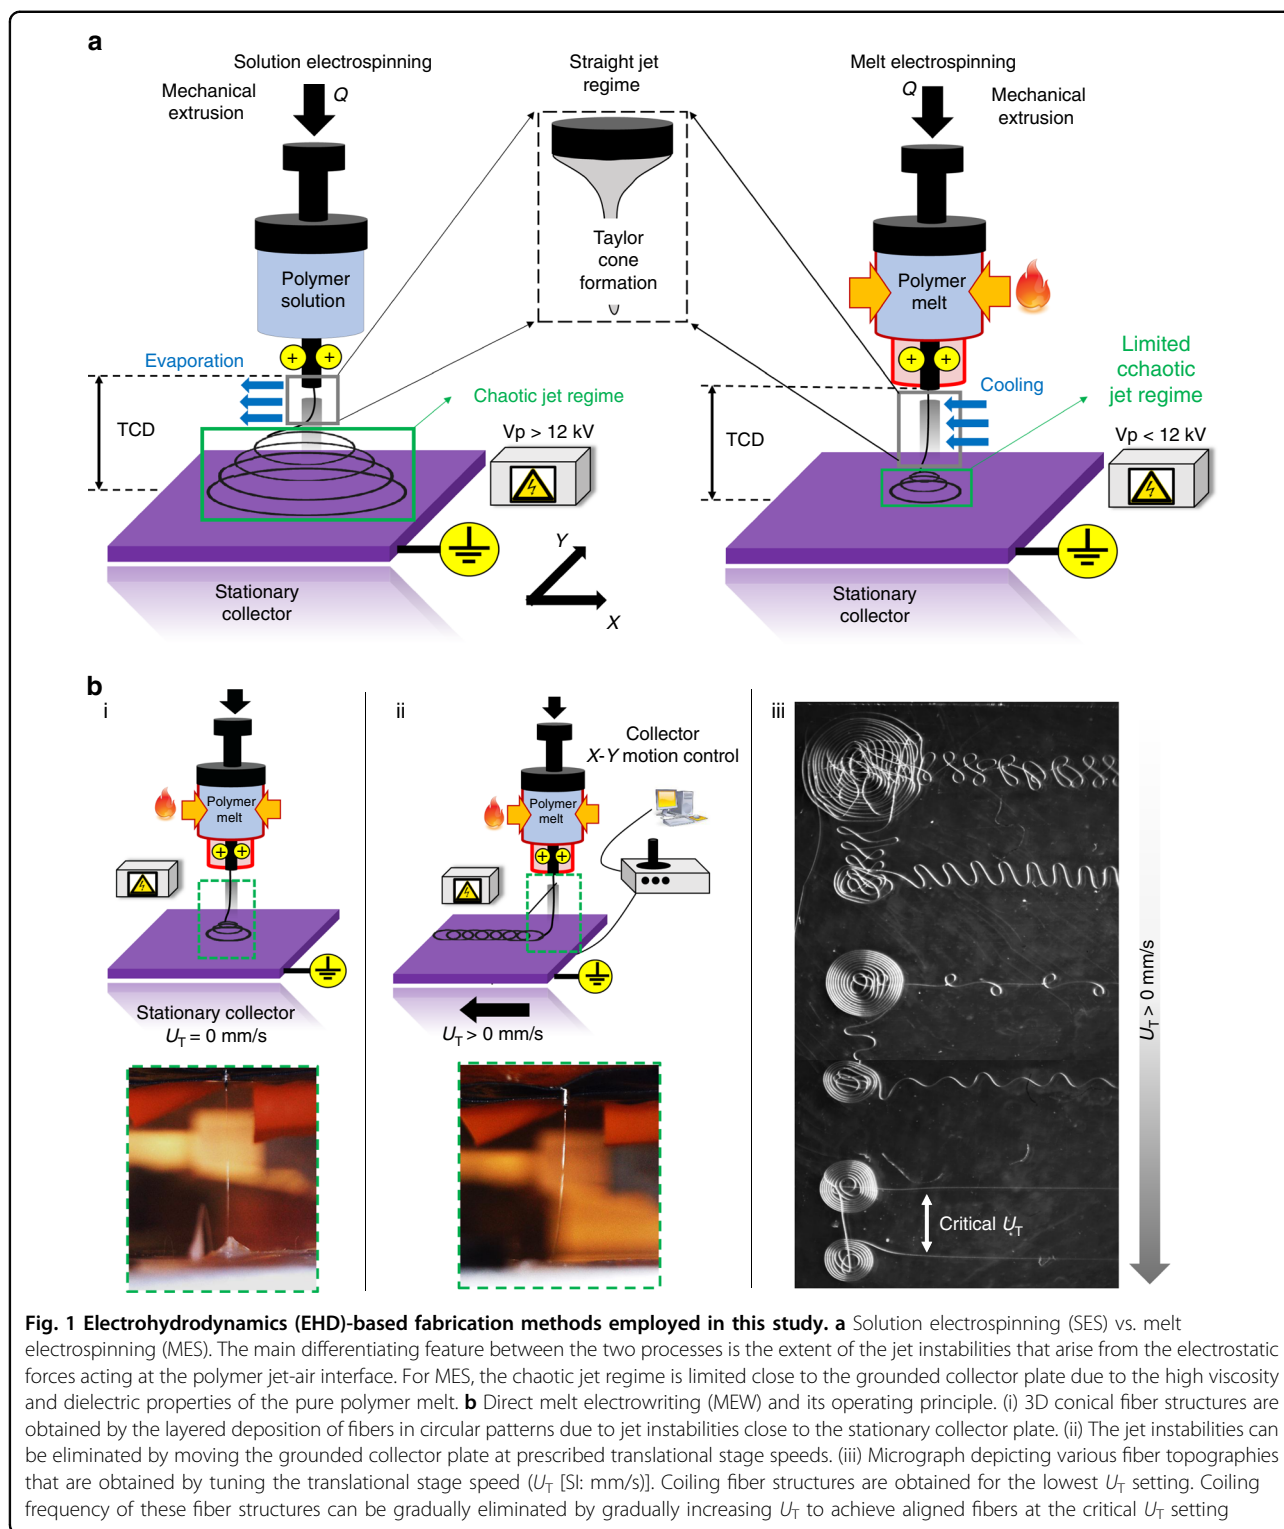 a
Solution electrospinning
Mechanical
extrusion
Q
Straight jet
regime
Melt electrospinning
Q
Mechanical
extrusion
Taylor
cone
formation
Polymer
solution
Polymer
melt
+ +
+ +
Evaporation
Cooling
TCD
Chaotic jet regime
Vp > 12 kV
TCD
Limited
cchaotic
jet regime
Vp < 12 kV
Stationary
collector
Y
X
Stationary
collector
b
i
Polymer
melt
+ +
Stationary collector
U_T = 0 mm/s
ii
Collector
X-Y motion control
Polymer
melt
+ +
U_T > 0 mm/s
iii
Critical U_T
U_T > 0 mm/s
Fig. 1 Electrohydrodynamics (EHD)-based fabrication methods employed in this study. a Solution electrospinning (SES) vs. melt
electrospinning (MES). The main differentiating feature between the two processes is the extent of the jet instabilities that arise from the electrostatic
forces acting at the polymer jet-air interface. For MES, the chaotic jet regime is limited close to the grounded collector plate due to the high viscosity
and dielectric properties of the pure polymer melt. b Direct melt electrowriting (MEW) and its operating principle. (i) 3D conical fiber structures are
obtained by the layered deposition of fibers in circular patterns due to jet instabilities close to the stationary collector plate. (ii) The jet instabilities can
be eliminated by moving the grounded collector plate at prescribed translational stage speeds. (iii) Micrograph depicting various fiber topographies
that are obtained by tuning the translational stage speed (U_T [SI: mm/s)]. Coiling fiber structures are obtained for the lowest U_T setting. Coiling
frequency of these fiber structures can be gradually eliminated by gradually increasing U_T to achieve aligned fibers at the critical U_T setting